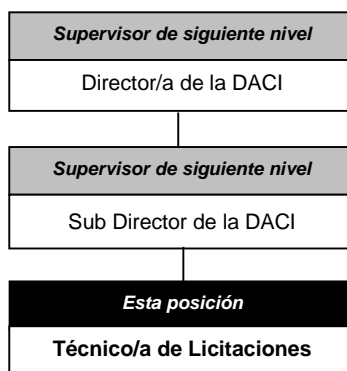 Supervisor de siguiente nivel
Director/a de la DACI
Supervisor de siguiente nivel
Sub Director de la DACI
Esta posición
Técnico/a de Licitaciones